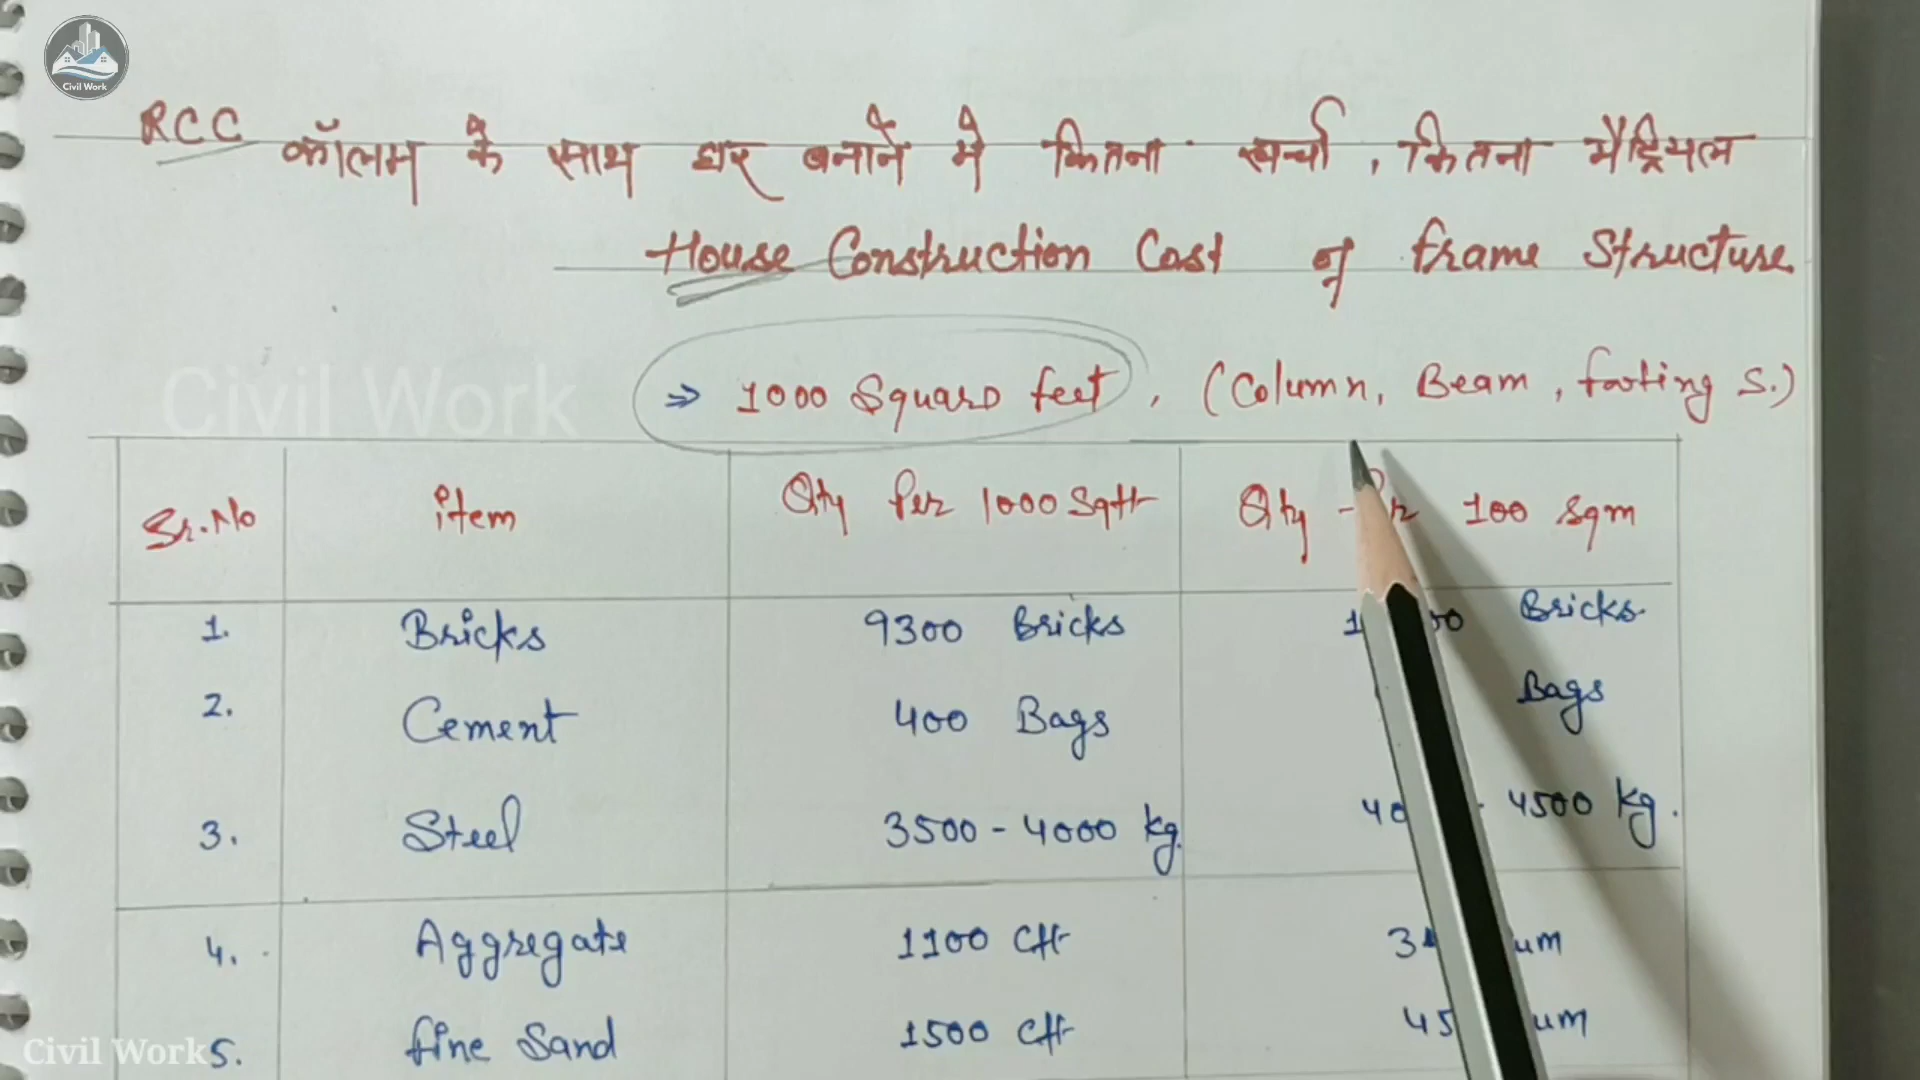 Civil Work
RCC कॉलम के साथ घर बनाने मे कितना खर्चा, कितना मैट्रियल
House Construction Cost of frame Structure
Civil Work
⇒ 1000 Square feet, (Column, Beam, footing S.)
Sr.No item Qty Per 1000 Sqft Qty 100 sqm
1. Bricks 9300 Bricks Bricks
2. Cement 400 Bags Bags
3. Steel 3500 - 4000 kg. 4500 kg.
4. Aggregate 1100 Cft
5. fine Sand 1500 Cft
Civil Work